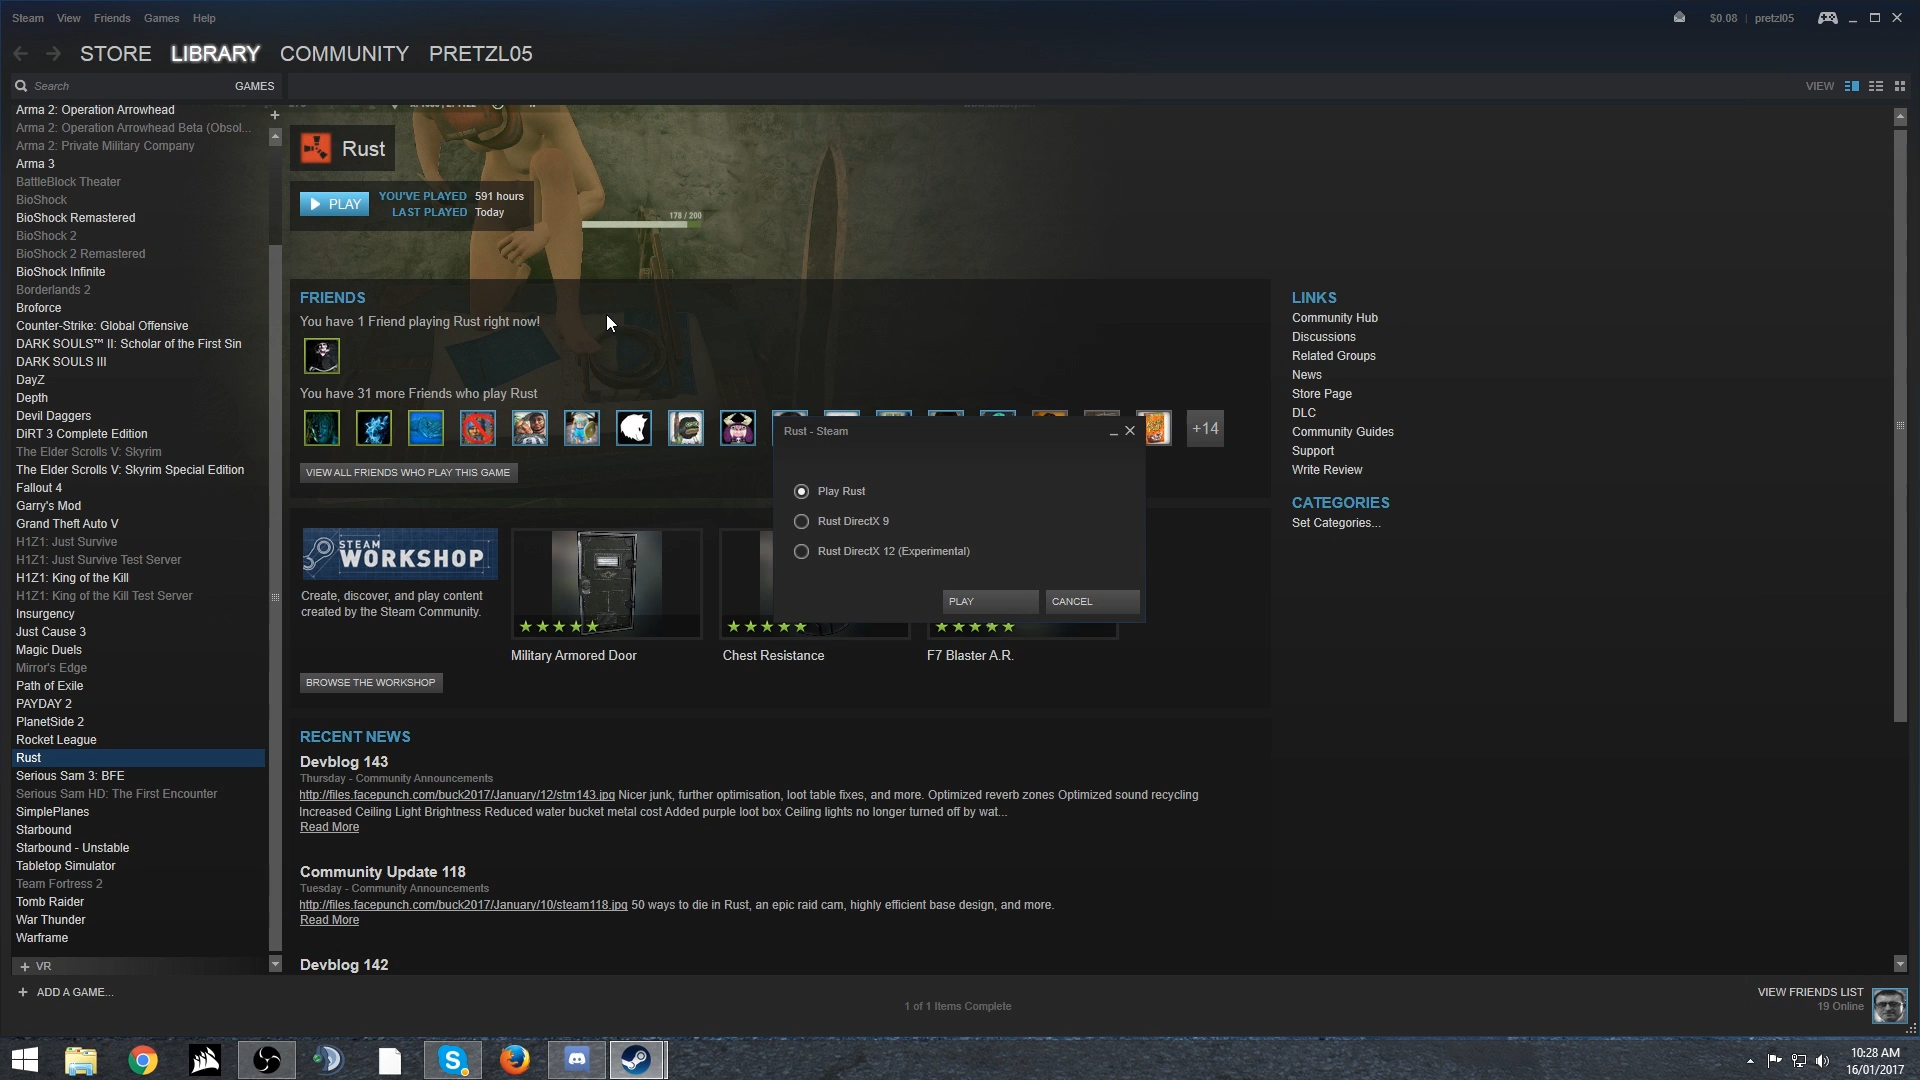 Steam View Friends Games Help
$0.08 | pretzl05
STORE LIBRARY COMMUNITY PRETZL05
Search GAMES
VIEW
Arma 2: Operation Arrowhead
Arma 2: Operation Arrowhead Beta (Obsol...
Arma 2: Private Military Company
Arma 3
BattleBlock Theater
BioShock
BioShock Remastered
BioShock 2
BioShock 2 Remastered
BioShock Infinite
Borderlands 2
Broforce
Counter-Strike: Global Offensive
DARK SOULS™ II: Scholar of the First Sin
DARK SOULS III
DayZ
Depth
Devil Daggers
DiRT 3 Complete Edition
The Elder Scrolls V: Skyrim
The Elder Scrolls V: Skyrim Special Edition
Fallout 4
Garry's Mod
Grand Theft Auto V
H1Z1: Just Survive
H1Z1: Just Survive Test Server
H1Z1: King of the Kill
H1Z1: King of the Kill Test Server
Insurgency
Just Cause 3
Magic Duels
Mirror's Edge
Path of Exile
PAYDAY 2
PlanetSide 2
Rocket League
Rust
Serious Sam 3: BFE
Serious Sam HD: The First Encounter
SimplePlanes
Starbound
Starbound - Unstable
Tabletop Simulator
Team Fortress 2
Tomb Raider
War Thunder
Warframe
+ VR
+ ADD A GAME...
Rust
PLAY
YOU'VE PLAYED 591 hours
LAST PLAYED Today
178 / 200
FRIENDS
You have 1 Friend playing Rust right now!
You have 31 more Friends who play Rust
+14
VIEW ALL FRIENDS WHO PLAY THIS GAME
Rust - Steam
Play Rust
Rust DirectX 9
Rust DirectX 12 (Experimental)
PLAY
CANCEL
STEAM
WORKSHOP
Create, discover, and play content
created by the Steam Community.
BROWSE THE WORKSHOP
Military Armored Door
Chest Resistance
F7 Blaster A.R.
RECENT NEWS
Devblog 143
Thursday - Community Announcements
http://files.facepunch.com/buck2017/January/12/stm143.jpg Nicer junk, further optimisation, loot table fixes, and more. Optimized reverb zones Optimized sound recycling
Increased Ceiling Light Brightness Reduced water bucket metal cost Added purple loot box Ceiling lights no longer turned off by wat...
Read More
Community Update 118
Tuesday - Community Announcements
http://files.facepunch.com/buck2017/January/10/steam118.jpg 50 ways to die in Rust, an epic raid cam, highly efficient base design, and more.
Read More
Devblog 142
LINKS
Community Hub
Discussions
Related Groups
News
Store Page
DLC
Community Guides
Support
Write Review
CATEGORIES
Set Categories...
1 of 1 Items Complete
VIEW FRIENDS LIST
19 Online
10:28 AM
16/01/2017